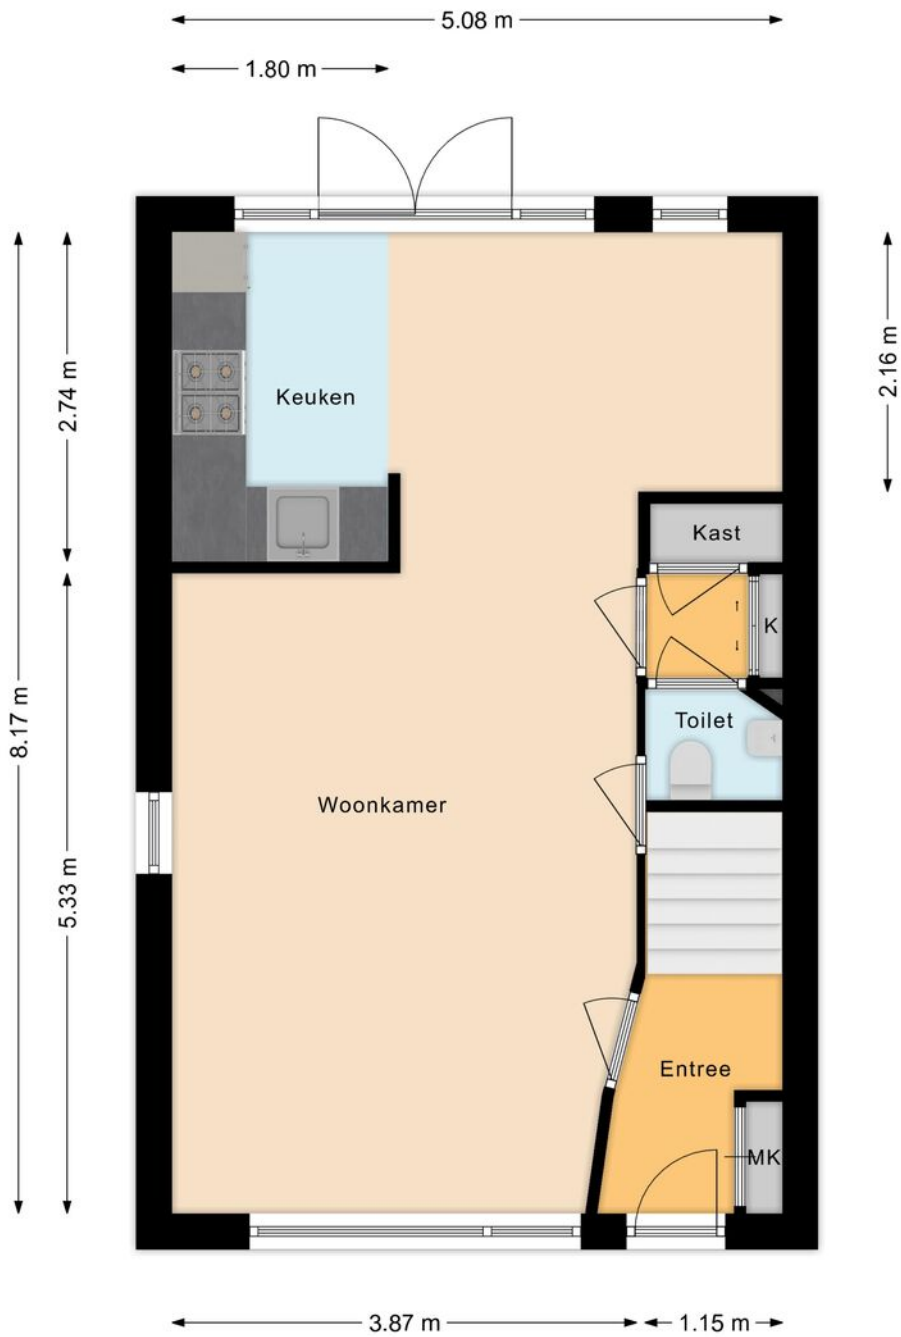 5.08 m
1.80 m
2.74 m
2.16 m
Keuken
Kast
K
8.17 m
Toilet
Woonkamer
5.33 m
Entree
MK
3.87 m
1.15 m